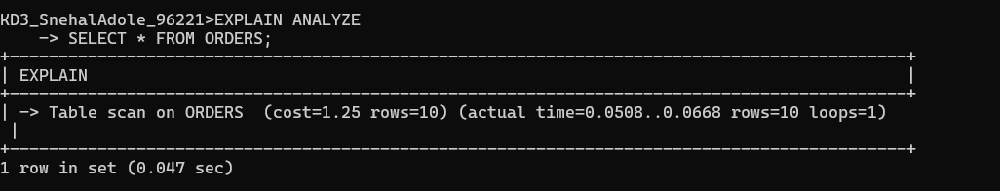 KD3_SnehalAdole_96221>EXPLAIN ANALYZE
    -> SELECT * FROM ORDERS;
+--------------------------------------------------------------------------------------------+
| EXPLAIN                                                                                    |
+--------------------------------------------------------------------------------------------+
| -> Table scan on ORDERS  (cost=1.25 rows=10) (actual time=0.0508..0.0668 rows=10 loops=1)
 |
+--------------------------------------------------------------------------------------------+
1 row in set (0.047 sec)